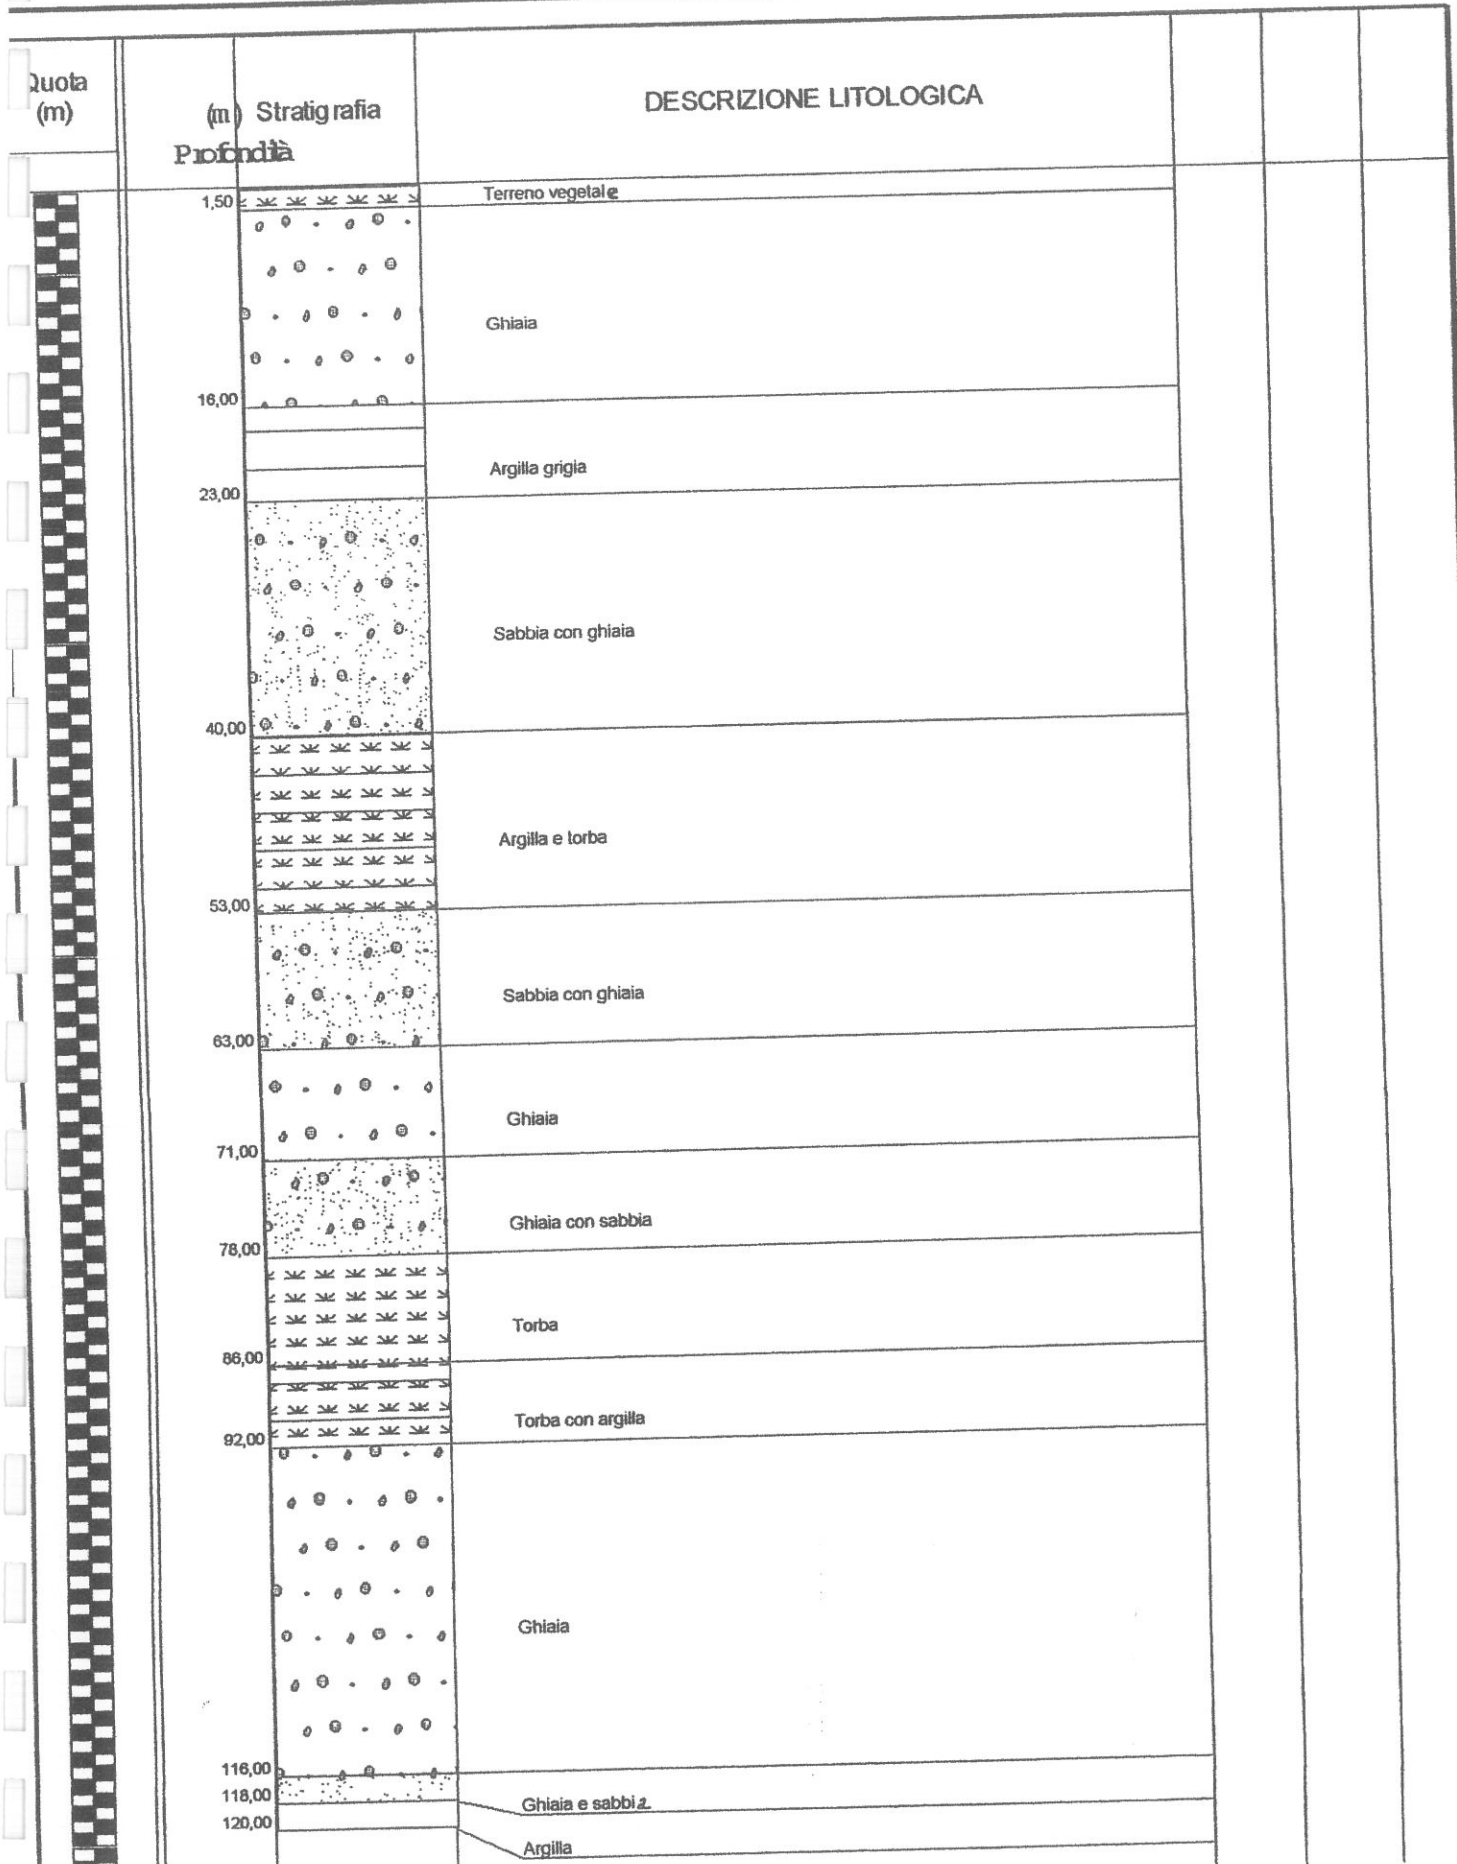 Quota
(m)
(m) Stratigrafia
Profondità
DESCRIZIONE LITOLOGICA
1,50
Terreno vegetale
Ghiaia
16,00
Argilla grigia
23,00
Sabbia con ghiaia
40,00
Argilla e torba
53,00
Sabbia con ghiaia
63,00
Ghiaia
71,00
Ghiaia con sabbia
78,00
Torba
86,00
Torba con argilla
92,00
Ghiaia
116,00
118,00
Ghiaia e sabbia
120,00
Argilla